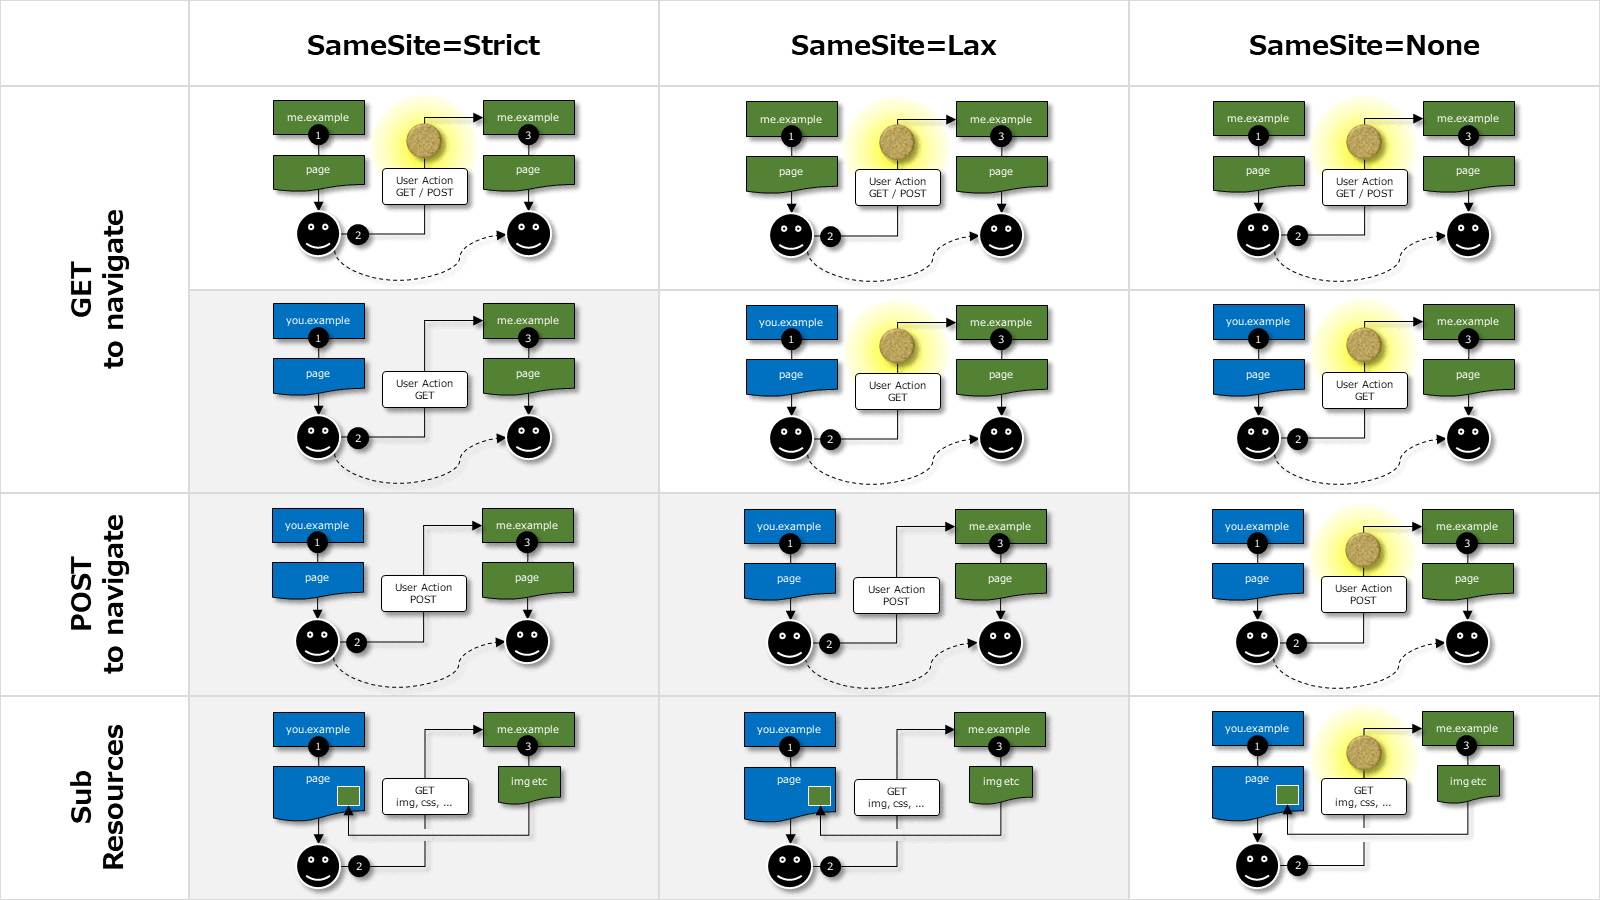 SameSite=Strict
SameSite=Lax
SameSite=None
GET
to navigate
me.example
1
page
2
User Action
GET / POST
me.example
3
page
me.example
1
page
2
User Action
GET / POST
me.example
3
page
me.example
1
page
2
User Action
GET / POST
me.example
3
page
you.example
1
page
2
User Action
GET
me.example
3
page
you.example
1
page
2
User Action
GET
me.example
3
page
you.example
1
page
2
User Action
GET
me.example
3
page
POST
to navigate
you.example
1
page
2
User Action
POST
me.example
3
page
you.example
1
page
2
User Action
POST
me.example
3
page
you.example
1
page
2
User Action
POST
me.example
3
page
Sub
Resources
you.example
1
page
2
GET
img, css, ...
me.example
3
img etc
you.example
1
page
2
GET
img, css, ...
me.example
3
img etc
you.example
1
page
2
GET
img, css, ...
me.example
3
img etc